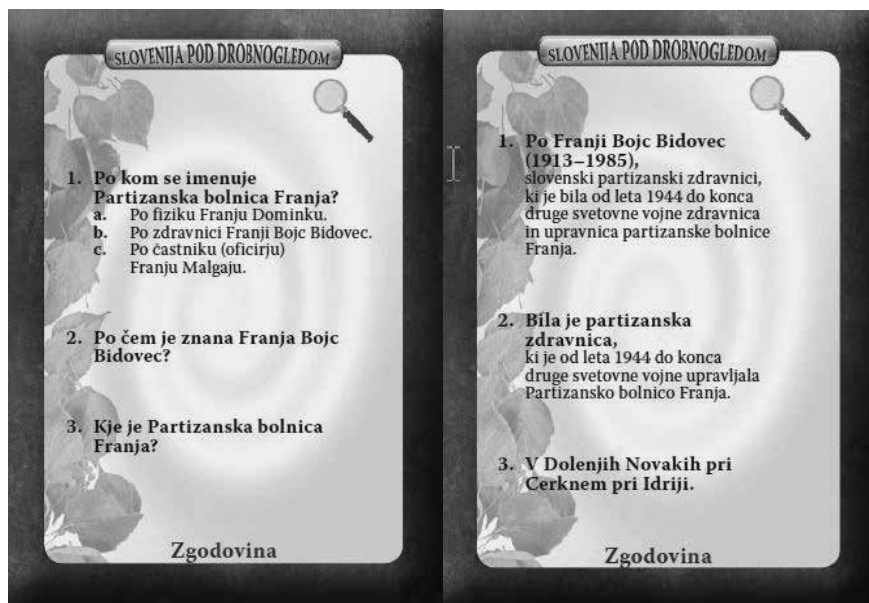 SLOVENIJA POD DROBNOGLEDOM
1. Po kom se imenuje
Partizanska bolnica Franja?
a. Po fiziku Franju Dominku.
b. Po zdravnici Franji Bojc Bidovec.
c. Po častniku (oficirju)
Franju Malgaju.
2. Po čem je znana Franja Bojc
Bidovec?
3. Kje je Partizanska bolnica
Franja?
Zgodovina
SLOVENIJA POD DROBNOGLEDOM
1. Po Franji Bojc Bidovec
(1913–1985),
slovenski partizanski zdravnici,
ki je bila od leta 1944 do konca
druge svetovne vojne zdravnica
in upravnica partizanske bolnice
Franja.
2. Bila je partizanska
zdravnica,
ki je od leta 1944 do konca
druge svetovne vojne upravljala
Partizansko bolnico Franja.
3. V Dolenjih Novakih pri
Cerknem pri Idriji.
Zgodovina